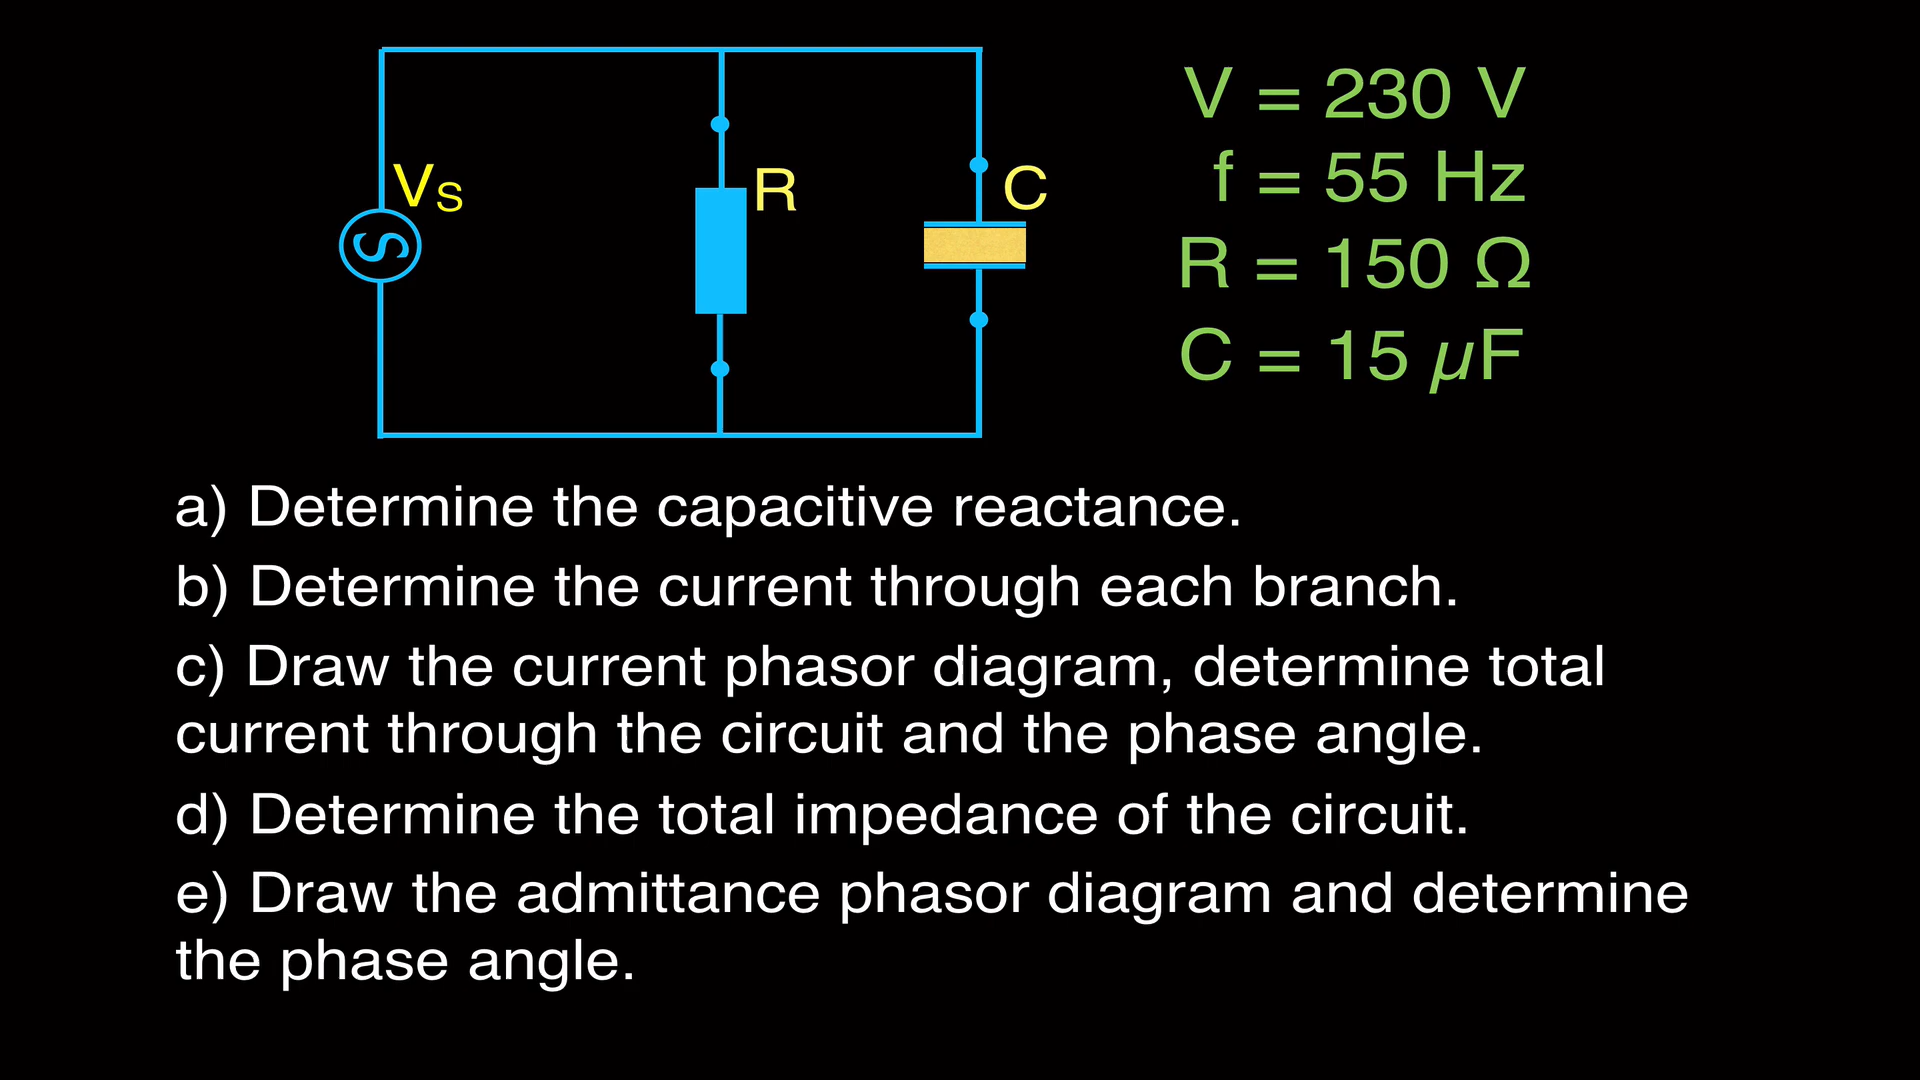 Vs
R
C
V = 230 V
f = 55 Hz
R = 150 Ω
C = 15 µF
a) Determine the capacitive reactance.
b) Determine the current through each branch.
c) Draw the current phasor diagram, determine total
current through the circuit and the phase angle.
d) Determine the total impedance of the circuit.
e) Draw the admittance phasor diagram and determine
the phase angle.